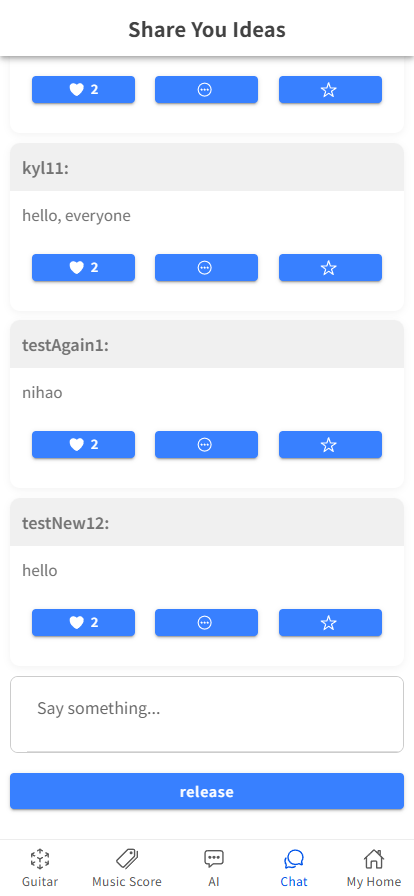 Share You Ideas
2
kyl11:
hello, everyone
2
testAgain1:
nihao
2
testNew12:
hello
2
Say something...
release
Guitar
Music Score
AI
Chat
My Home